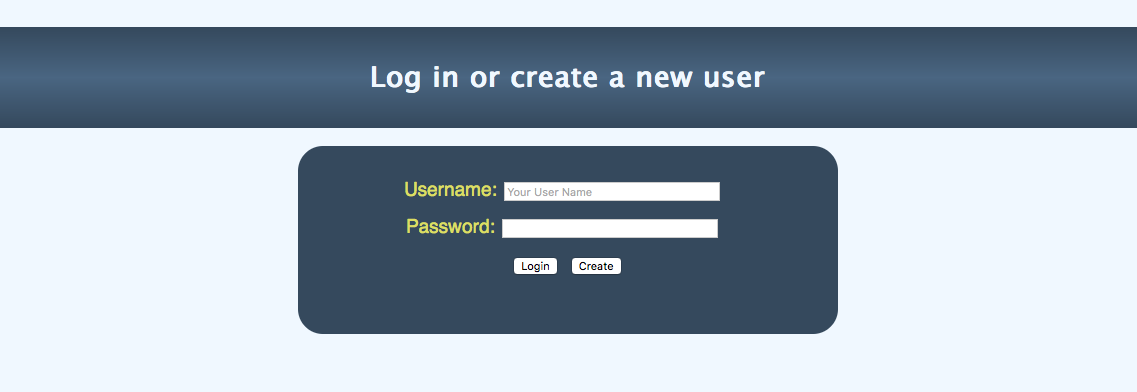 Log in or create a new user
Username: Your User Name
Password:
Login Create